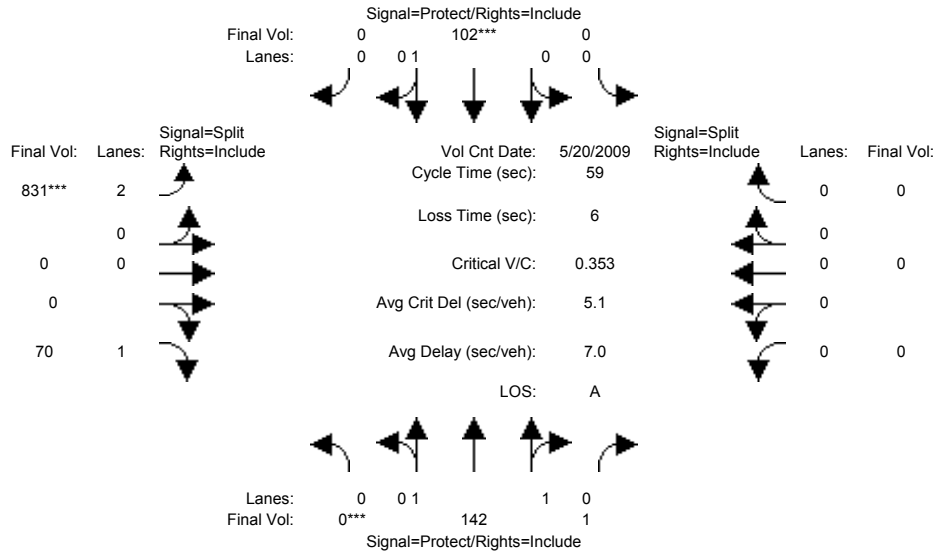 Signal=Protect/Rights=Include
Final Vol: 0 102*** 0
Lanes: 0 0 1 0 0
Signal=Split Signal=Split
Final Vol: Lanes: Rights=Include Vol Cnt Date: 5/20/2009 Rights=Include Lanes: Final Vol:
Cycle Time (sec): 59
831*** 2 0 0
Loss Time (sec): 6
0 0
0 0 Critical V/C: 0.353 0 0
0 Avg Crit Del (sec/veh): 5.1 0
70 1 Avg Delay (sec/veh): 7.0 0 0
LOS: A
Lanes: 0 0 1 1 0
Final Vol: 0*** 142 1
Signal=Protect/Rights=Include